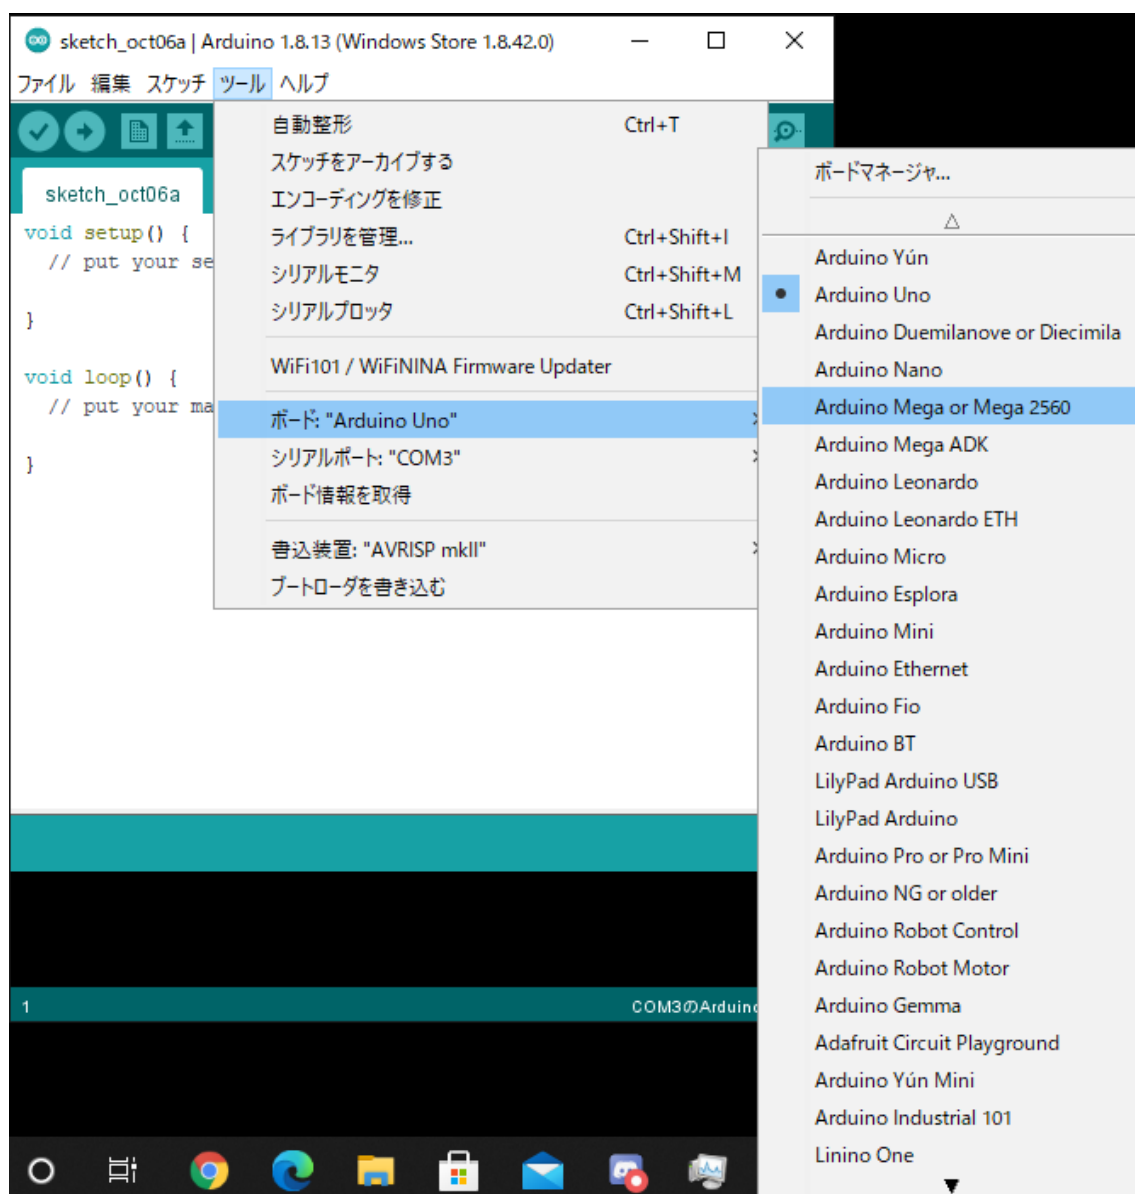 sketch_oct06a | Arduino 1.8.13 (Windows Store 1.8.42.0)
ファイル 編集 スケッチ ツール ヘルプ
sketch_oct06a
void setup() {
// put your se
}
void loop() {
// put your ma
}
自動整形 Ctrl+T
スケッチをアーカイブする
エンコーディングを修正
ライブラリを管理... Ctrl+Shift+I
シリアルモニタ Ctrl+Shift+M
シリアルプロッタ Ctrl+Shift+L
WiFi101 / WiFiNINA Firmware Updater
ボード: "Arduino Uno"
シリアルポート: "COM3"
ボード情報を取得
書込装置: "AVRISP mkII"
ブートローダを書き込む
ボードマネージャ...
Arduino Yún
Arduino Uno
Arduino Duemilanove or Diecimila
Arduino Nano
Arduino Mega or Mega 2560
Arduino Mega ADK
Arduino Leonardo
Arduino Leonardo ETH
Arduino Micro
Arduino Esplora
Arduino Mini
Arduino Ethernet
Arduino Fio
Arduino BT
LilyPad Arduino USB
LilyPad Arduino
Arduino Pro or Pro Mini
Arduino NG or older
Arduino Robot Control
Arduino Robot Motor
Arduino Gemma
Adafruit Circuit Playground
Arduino Yún Mini
Arduino Industrial 101
Linino One
1 COM3のArduino